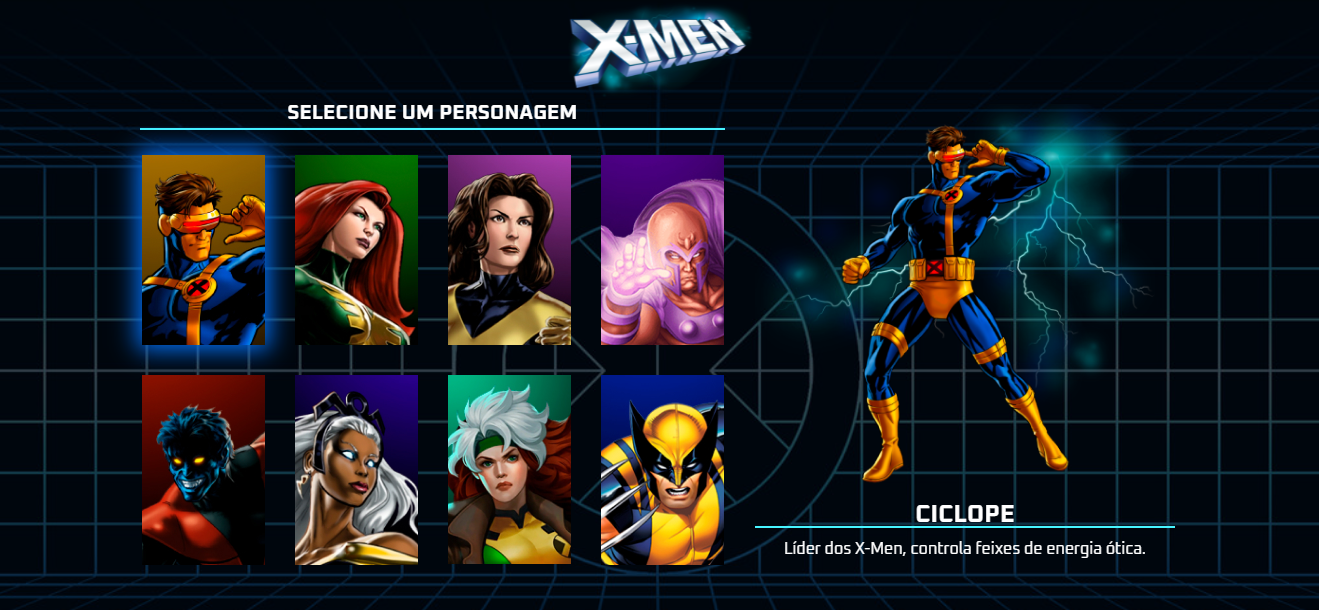 X-MEN
SELECIONE UM PERSONAGEM
CICLOPE
Líder dos X-Men, controla feixes de energia ótica.